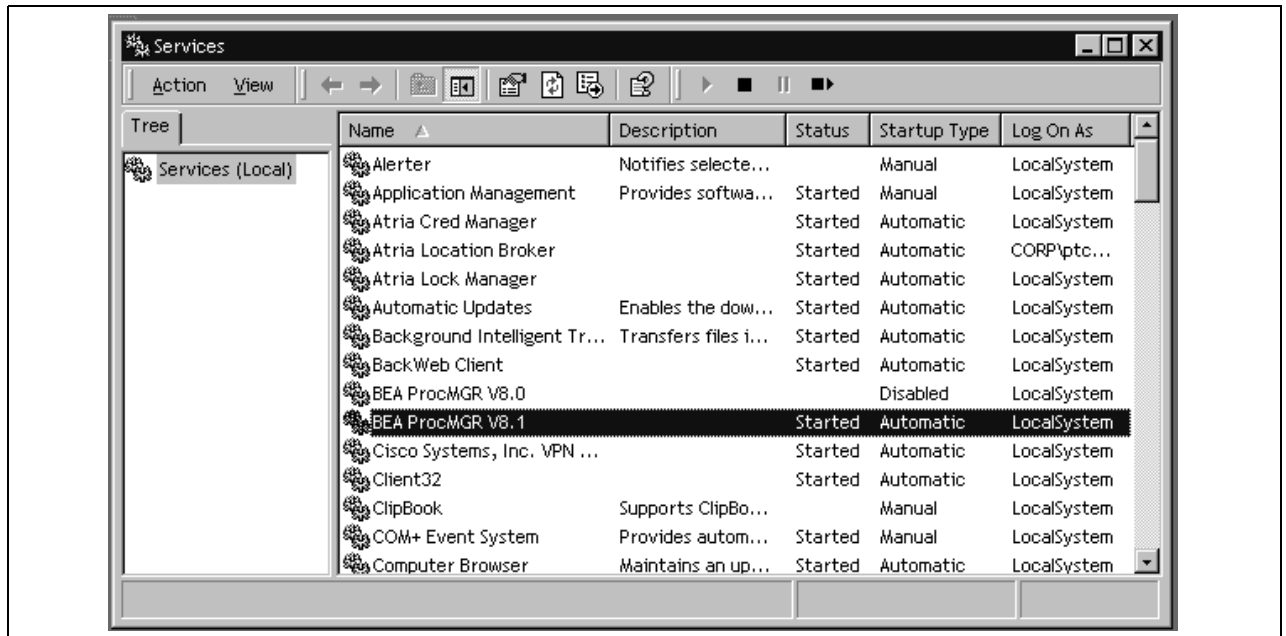 Services
Action View
Tree
Name Description Status Startup Type Log On As
Services (Local)
Alerter Notifies selecte... Manual LocalSystem
Application Management Provides softwa... Started Manual LocalSystem
Atria Cred Manager Started Automatic LocalSystem
Atria Location Broker Started Automatic CORP\ptc...
Atria Lock Manager Started Automatic LocalSystem
Automatic Updates Enables the dow... Started Automatic LocalSystem
Background Intelligent Tr... Transfers files i... Started Automatic LocalSystem
BackWeb Client Started Automatic LocalSystem
BEA ProcMGR V8.0 Disabled LocalSystem
BEA ProcMGR V8.1 Started Automatic LocalSystem
Cisco Systems, Inc. VPN ... Started Automatic LocalSystem
Client32 Started Automatic LocalSystem
ClipBook Supports ClipBo... Manual LocalSystem
COM+ Event System Provides autom... Started Manual LocalSystem
Computer Browser Maintains an up... Started Automatic LocalSystem